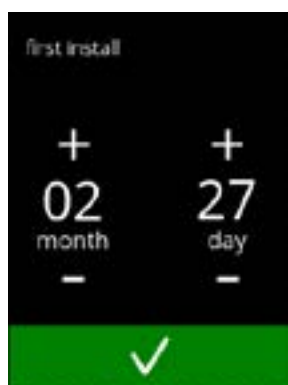 first install
+ +
02 27
month day
- -